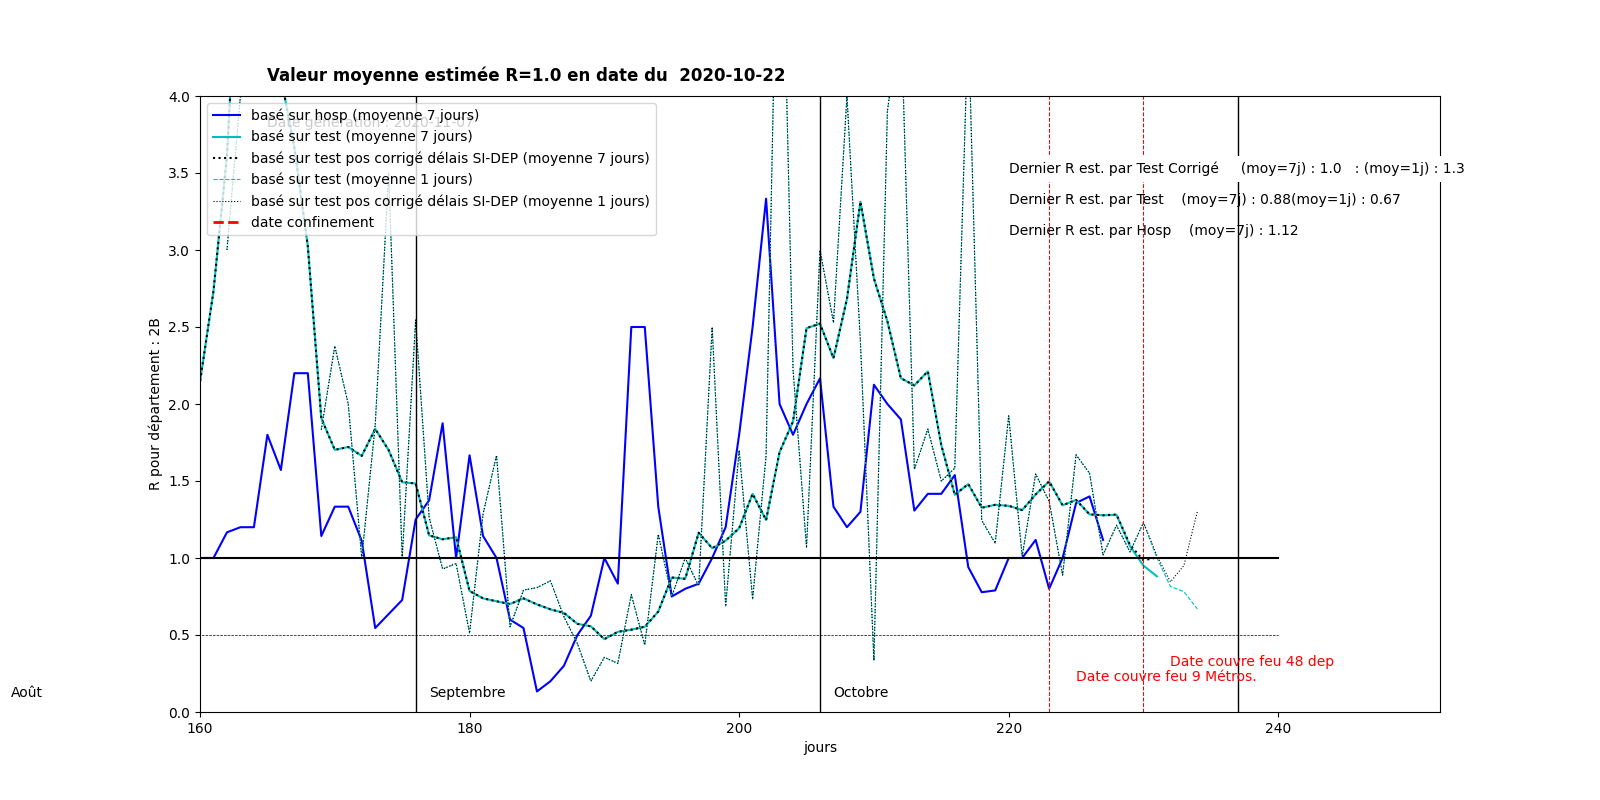 Valeur moyenne estimée R=1.0 en date du  2020-10-22
Date génération : 2020-11-07
basé sur hosp (moyenne 7 jours)
basé sur test (moyenne 7 jours)
basé sur test pos corrigé délais SI-DEP (moyenne 7 jours)
basé sur test (moyenne 1 jours)
basé sur test pos corrigé délais SI-DEP (moyenne 1 jours)
date confinement
Dernier R est. par Test Corrigé     (moy=7j) : 1.0   : (moy=1j) : 1.3
Dernier R est. par Test    (moy=7j) : 0.88(moy=1j) : 0.67
Dernier R est. par Hosp    (moy=7j) : 1.12
R pour département : 2B
4.0
3.5
3.0
2.5
2.0
1.5
1.0
0.5
0.0
Date couvre feu 48 dep
Date couvre feu 9 Métros.
Août
Septembre
Octobre
160
180
200
220
240
jours